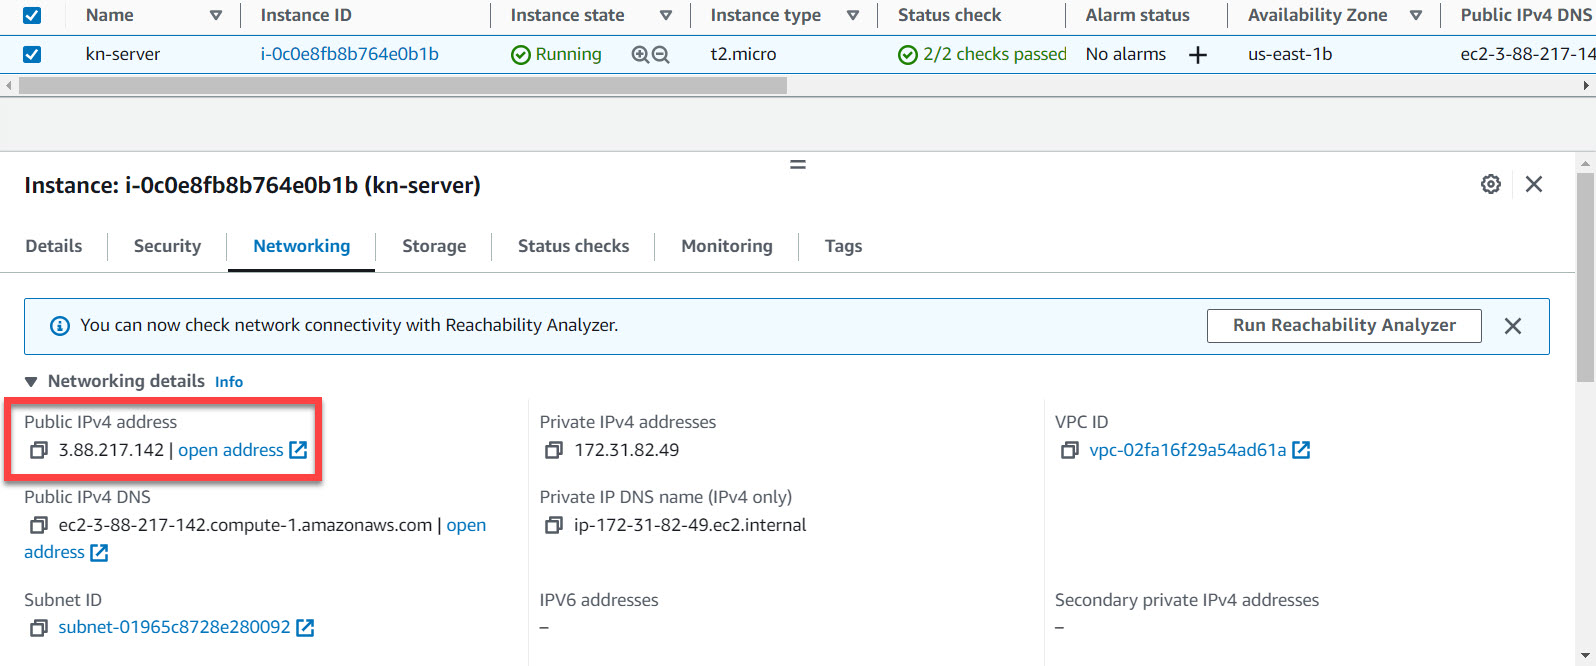 Name Instance ID Instance state Instance type Status check Alarm status Availability Zone Public IPv4 DNS
kn-server i-0c0e8fb8b764e0b1b Running t2.micro 2/2 checks passed No alarms us-east-1b ec2-3-88-217-14
Instance: i-0c0e8fb8b764e0b1b (kn-server)
Details Security Networking Storage Status checks Monitoring Tags
You can now check network connectivity with Reachability Analyzer. Run Reachability Analyzer
Networking details Info
Public IPv4 address Private IPv4 addresses VPC ID
3.88.217.142 | open address 172.31.82.49 vpc-02fa16f29a54ad61a
Public IPv4 DNS Private IP DNS name (IPv4 only)
ec2-3-88-217-142.compute-1.amazonaws.com | open ip-172-31-82-49.ec2.internal
address
Subnet ID IPV6 addresses Secondary private IPv4 addresses
subnet-01965c8728e280092 – –